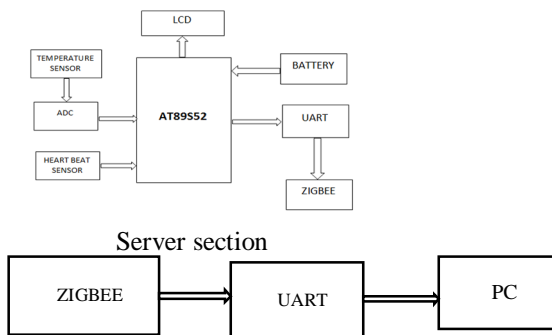 LCD
TEMPERATURE
SENSOR
BATTERY
ADC
AT89S52
UART
HEART BEAT
SENSOR
ZIGBEE
Server section
ZIGBEE
UART
PC